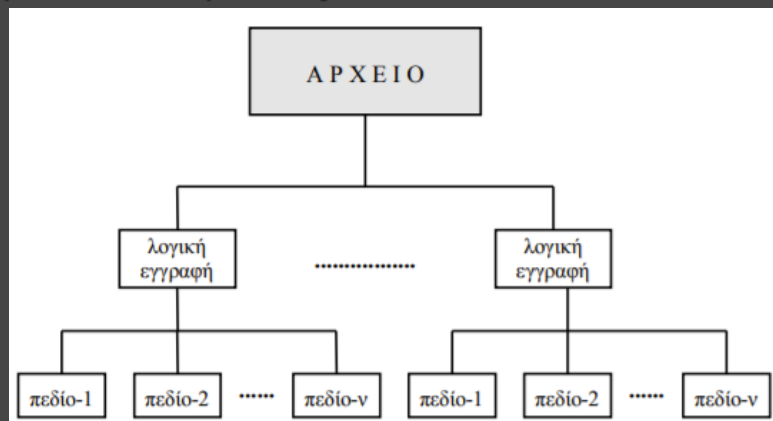 Α Ρ Χ Ε Ι Ο
λογική
εγγραφή
..................
λογική
εγγραφή
πεδίο-1
πεδίο-2
......
πεδίο-ν
πεδίο-1
πεδίο-2
......
πεδίο-ν